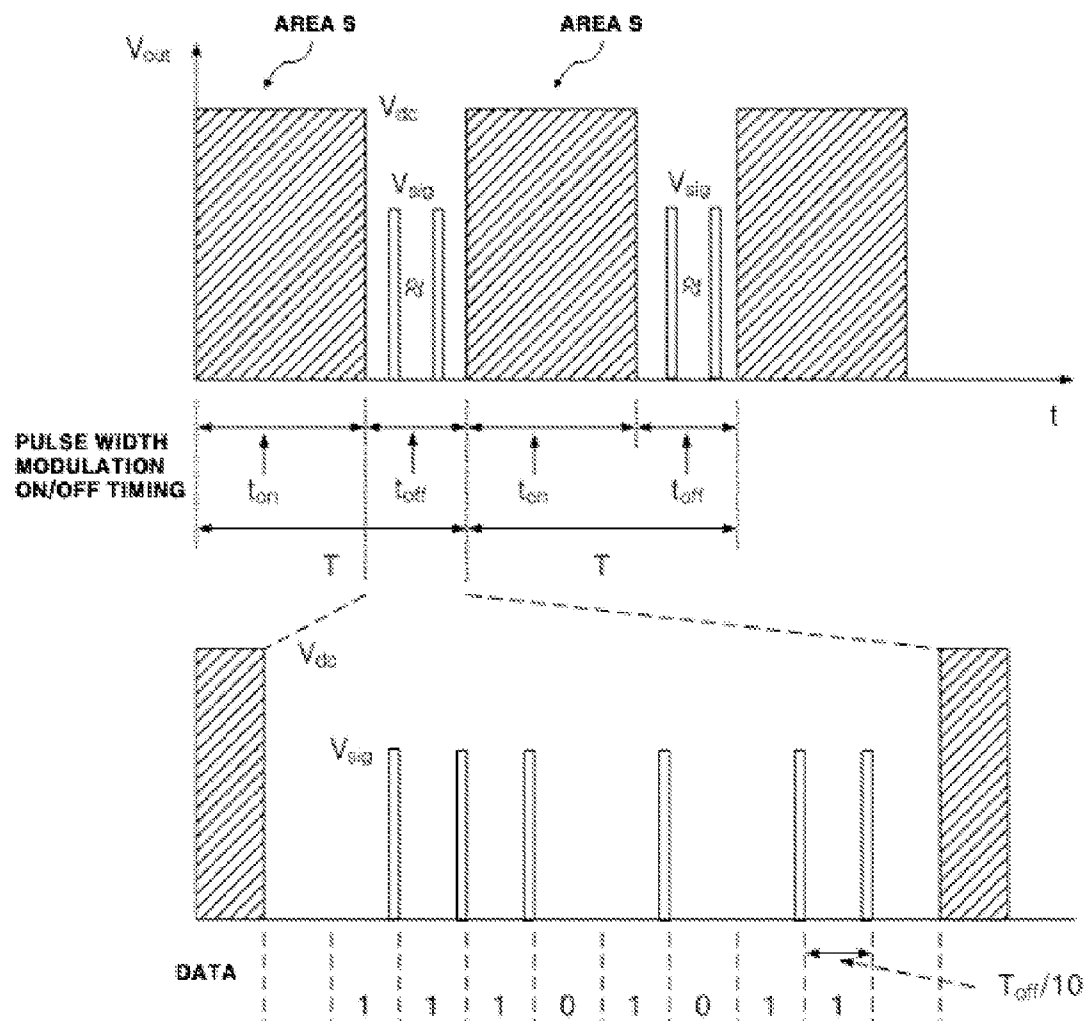 AREA S AREA S
Vout
Vdc
Vsig Vsig
t
PULSE WIDTH
MODULATION
ON/OFF TIMING
ton toff ton toff
T T
Vdc
Vsig
DATA
1 1 1 0 1 0 1 1
Toff/10